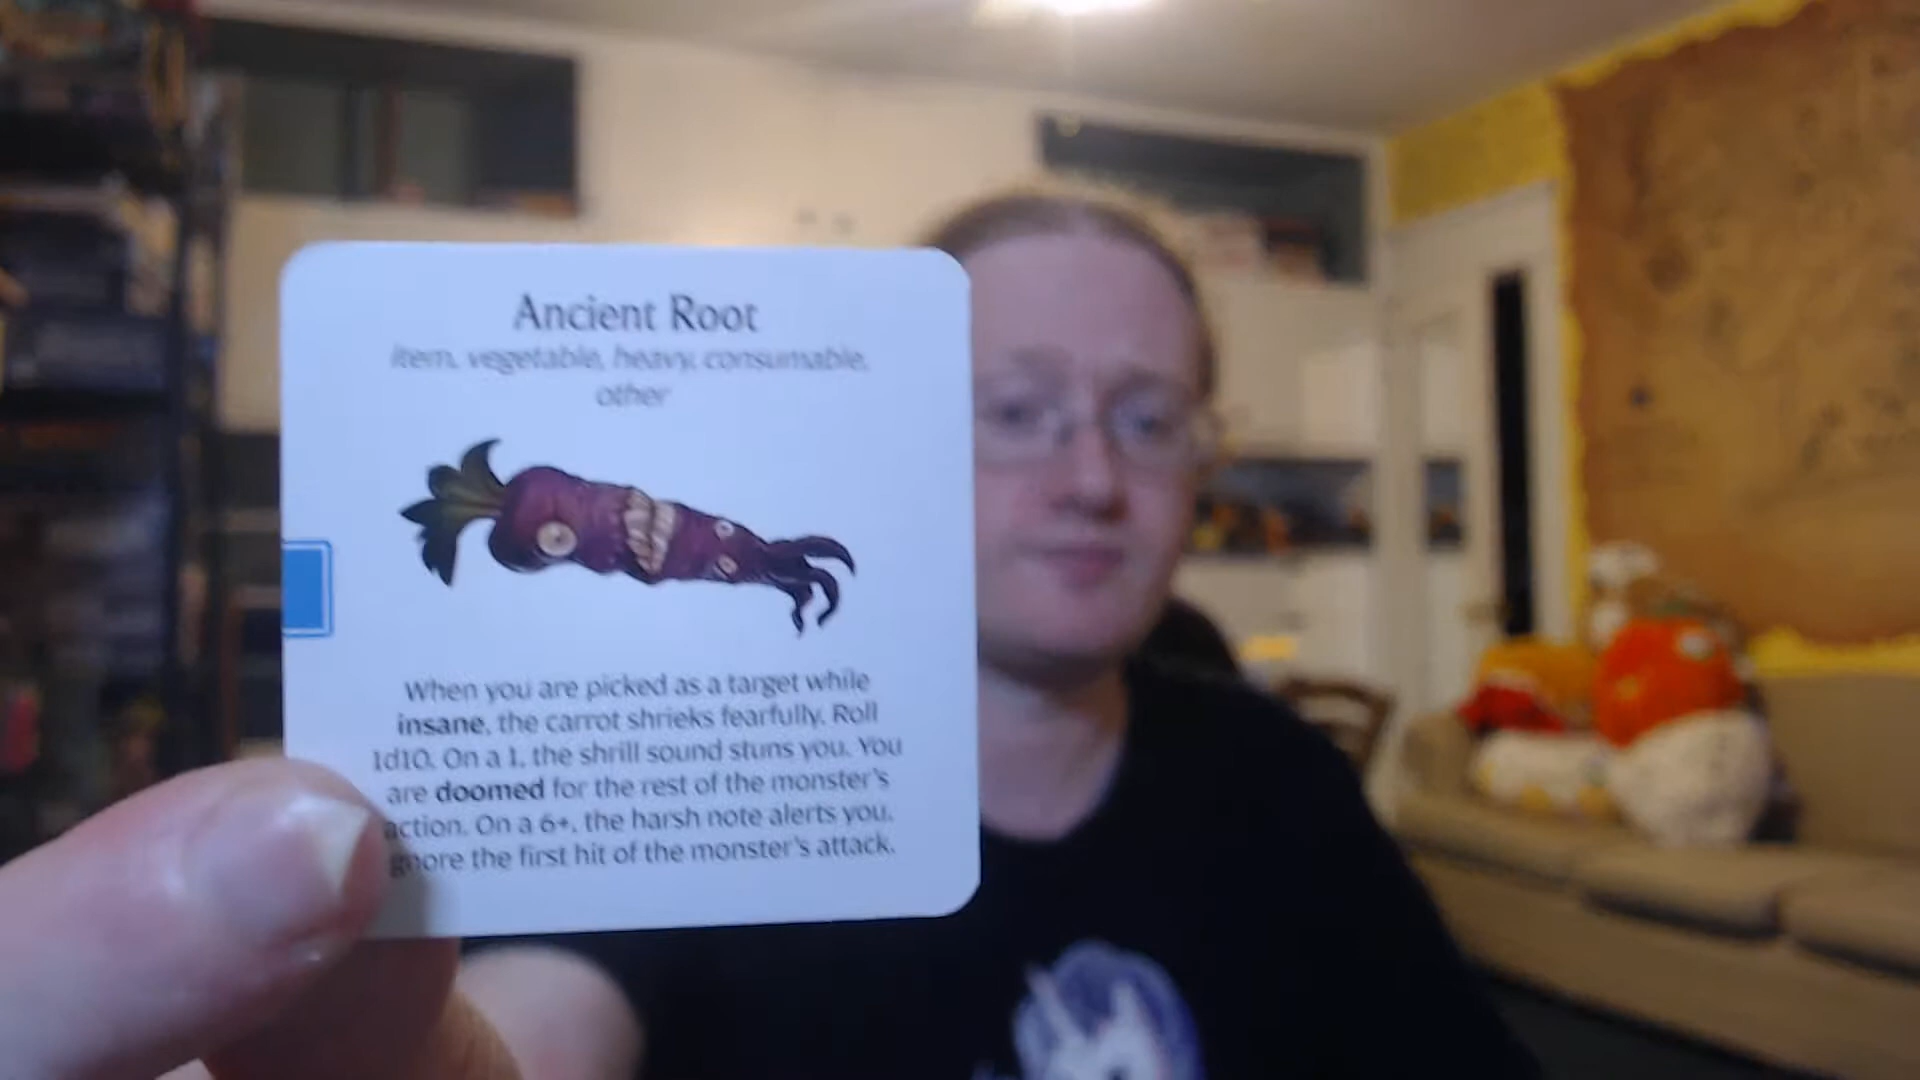 Ancient Root
item, vegetable, heavy, consumable,
other
When you are picked as a target while
insane, the carrot shrieks fearfully. Roll
1d10. On a 1, the shrill sound stuns you. You
are doomed for the rest of the monster's
action. On a 6+, the harsh note alerts you.
gnore the first hit of the monster's attack.